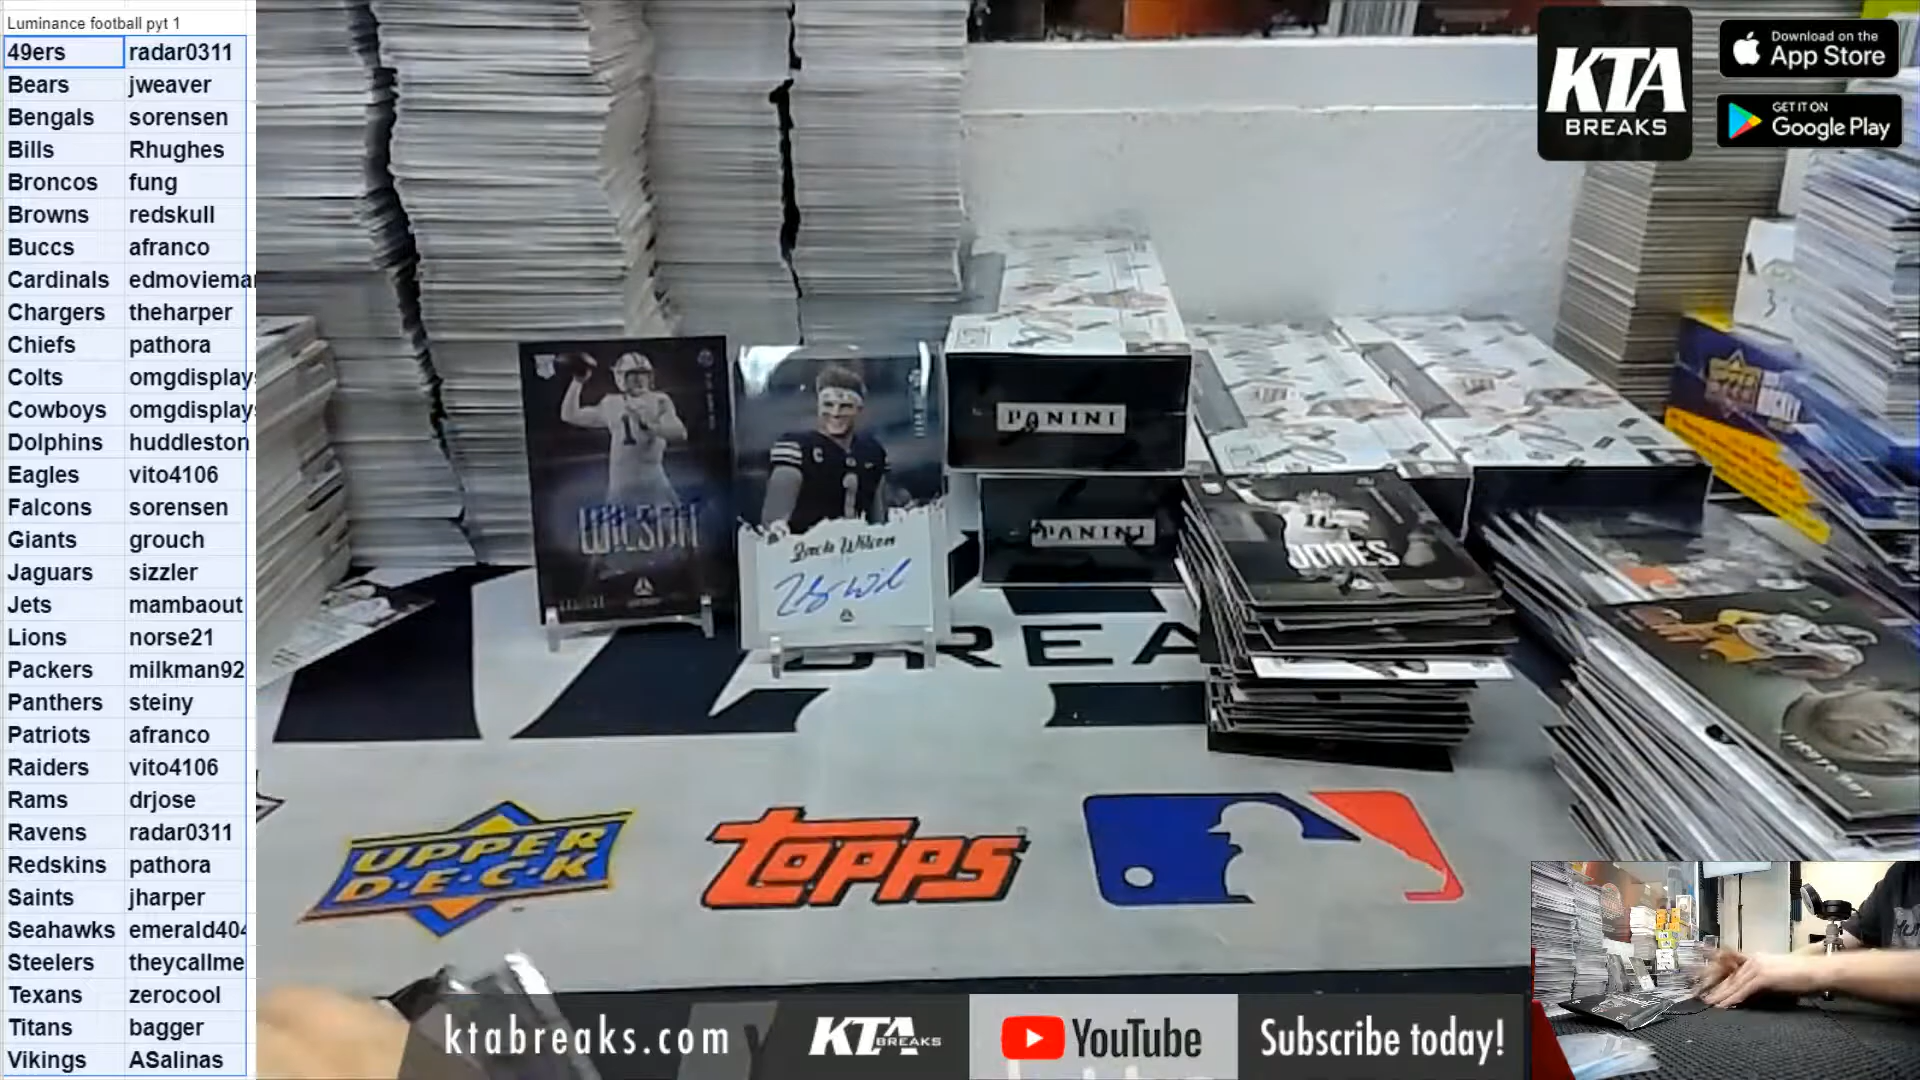 Luminance football pyt 1
49ers radar0311
Bears jweaver
Bengals sorensen
Bills Rhughes
Broncos fung
Browns redskull
Buccs afranco
Cardinals edmoviema
Chargers theharper
Chiefs pathora
Colts omgdisplay
Cowboys omgdisplay
Dolphins huddleston
Eagles vito4106
Falcons sorensen
Giants grouch
Jaguars sizzler
Jets mambaout
Lions norse21
Packers milkman92
Panthers steiny
Patriots afranco
Raiders vito4106
Rams drjose
Ravens radar0311
Redskins pathora
Saints jharper
Seahawks emerald404
Steelers theycallme
Texans zerocool
Titans bagger
Vikings ASalinas
KTA
BREAKS
Download on the
App Store
GET IT ON
Google Play
WILSON
Zach Wilson
PANINI
PANINI
JONES
BREA
UPPER
DECK
topps
ktabreaks.com
KTA
BREAKS
YouTube
Subscribe today!